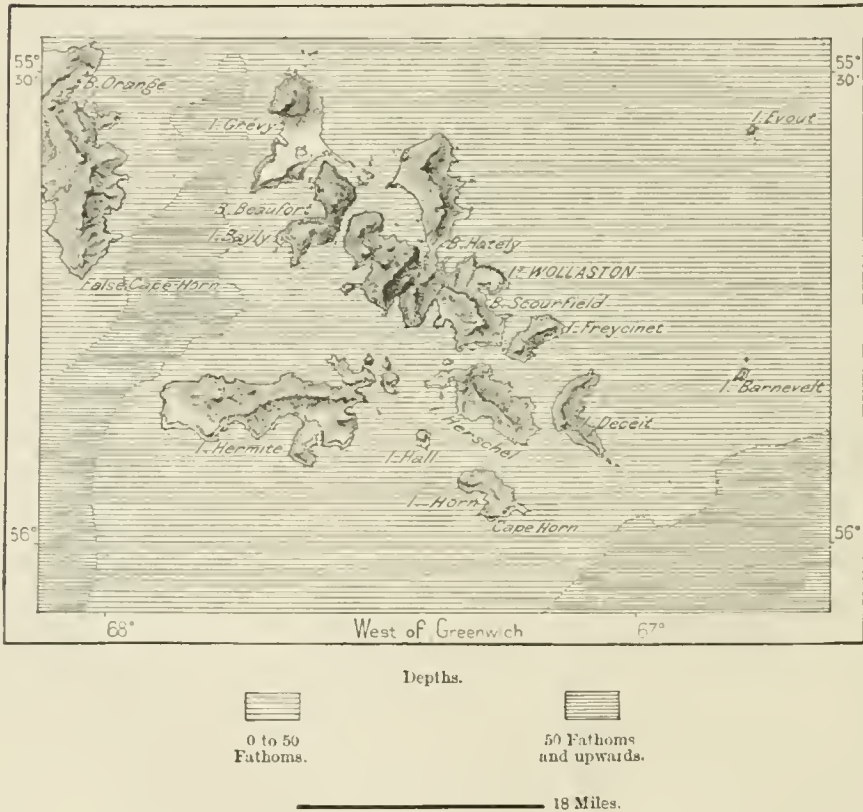 55°
30'
55°
30'
B. Orange
I. Grévy
I. Evout
B. Beaufort
I. Bayly
B. Hately
Iˢ WOLLASTON
False Cape Horn
B. Scourfield
I. Freycinet
I. Barnevelt
I. Herschel
I. Deceit
I. Hermite
I. Hall
I. Horn
Cape Horn
56°
56°
68°
West of Greenwich
67°
Depths.
0 to 50
Fathoms.
50 Fathoms
and upwards.
18 Miles.